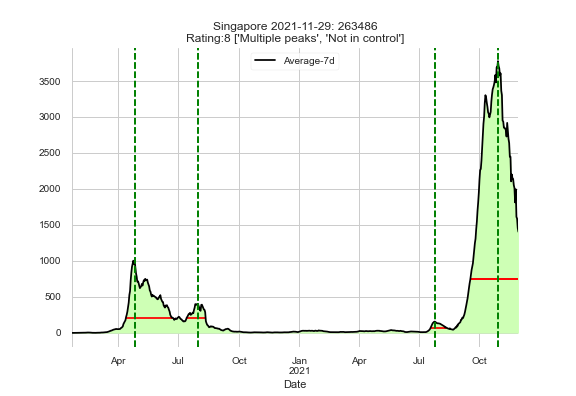 Singapore 2021-11-29: 263486
Rating:8 ['Multiple peaks', 'Not in control']
Average-7d
3500
3000
2500
2000
1500
1000
500
0
Apr Jul Oct Jan Apr Jul Oct
2021
Date